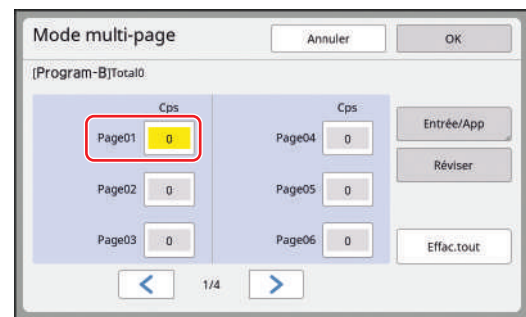 Mode multi-page
Annuler
OK
[Program-B]Total0
Cps
Cps
Page01 0
Page04 0
Entrée/App
Page02 0
Page05 0
Réviser
Page03 0
Page06 0
Effac.tout
< 1/4 >